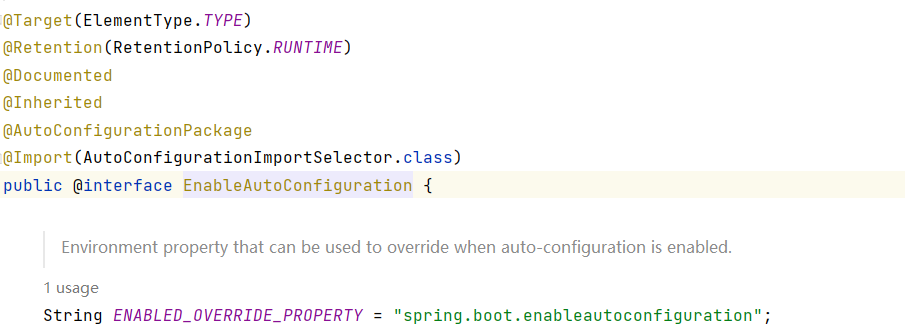 @Target(ElementType.TYPE)
@Retention(RetentionPolicy.RUNTIME)
@Documented
@Inherited
@AutoConfigurationPackage
@Import(AutoConfigurationImportSelector.class)
public @interface EnableAutoConfiguration {
Environment property that can be used to override when auto-configuration is enabled.
1 usage
String ENABLED_OVERRIDE_PROPERTY = "spring.boot.enableautoconfiguration";